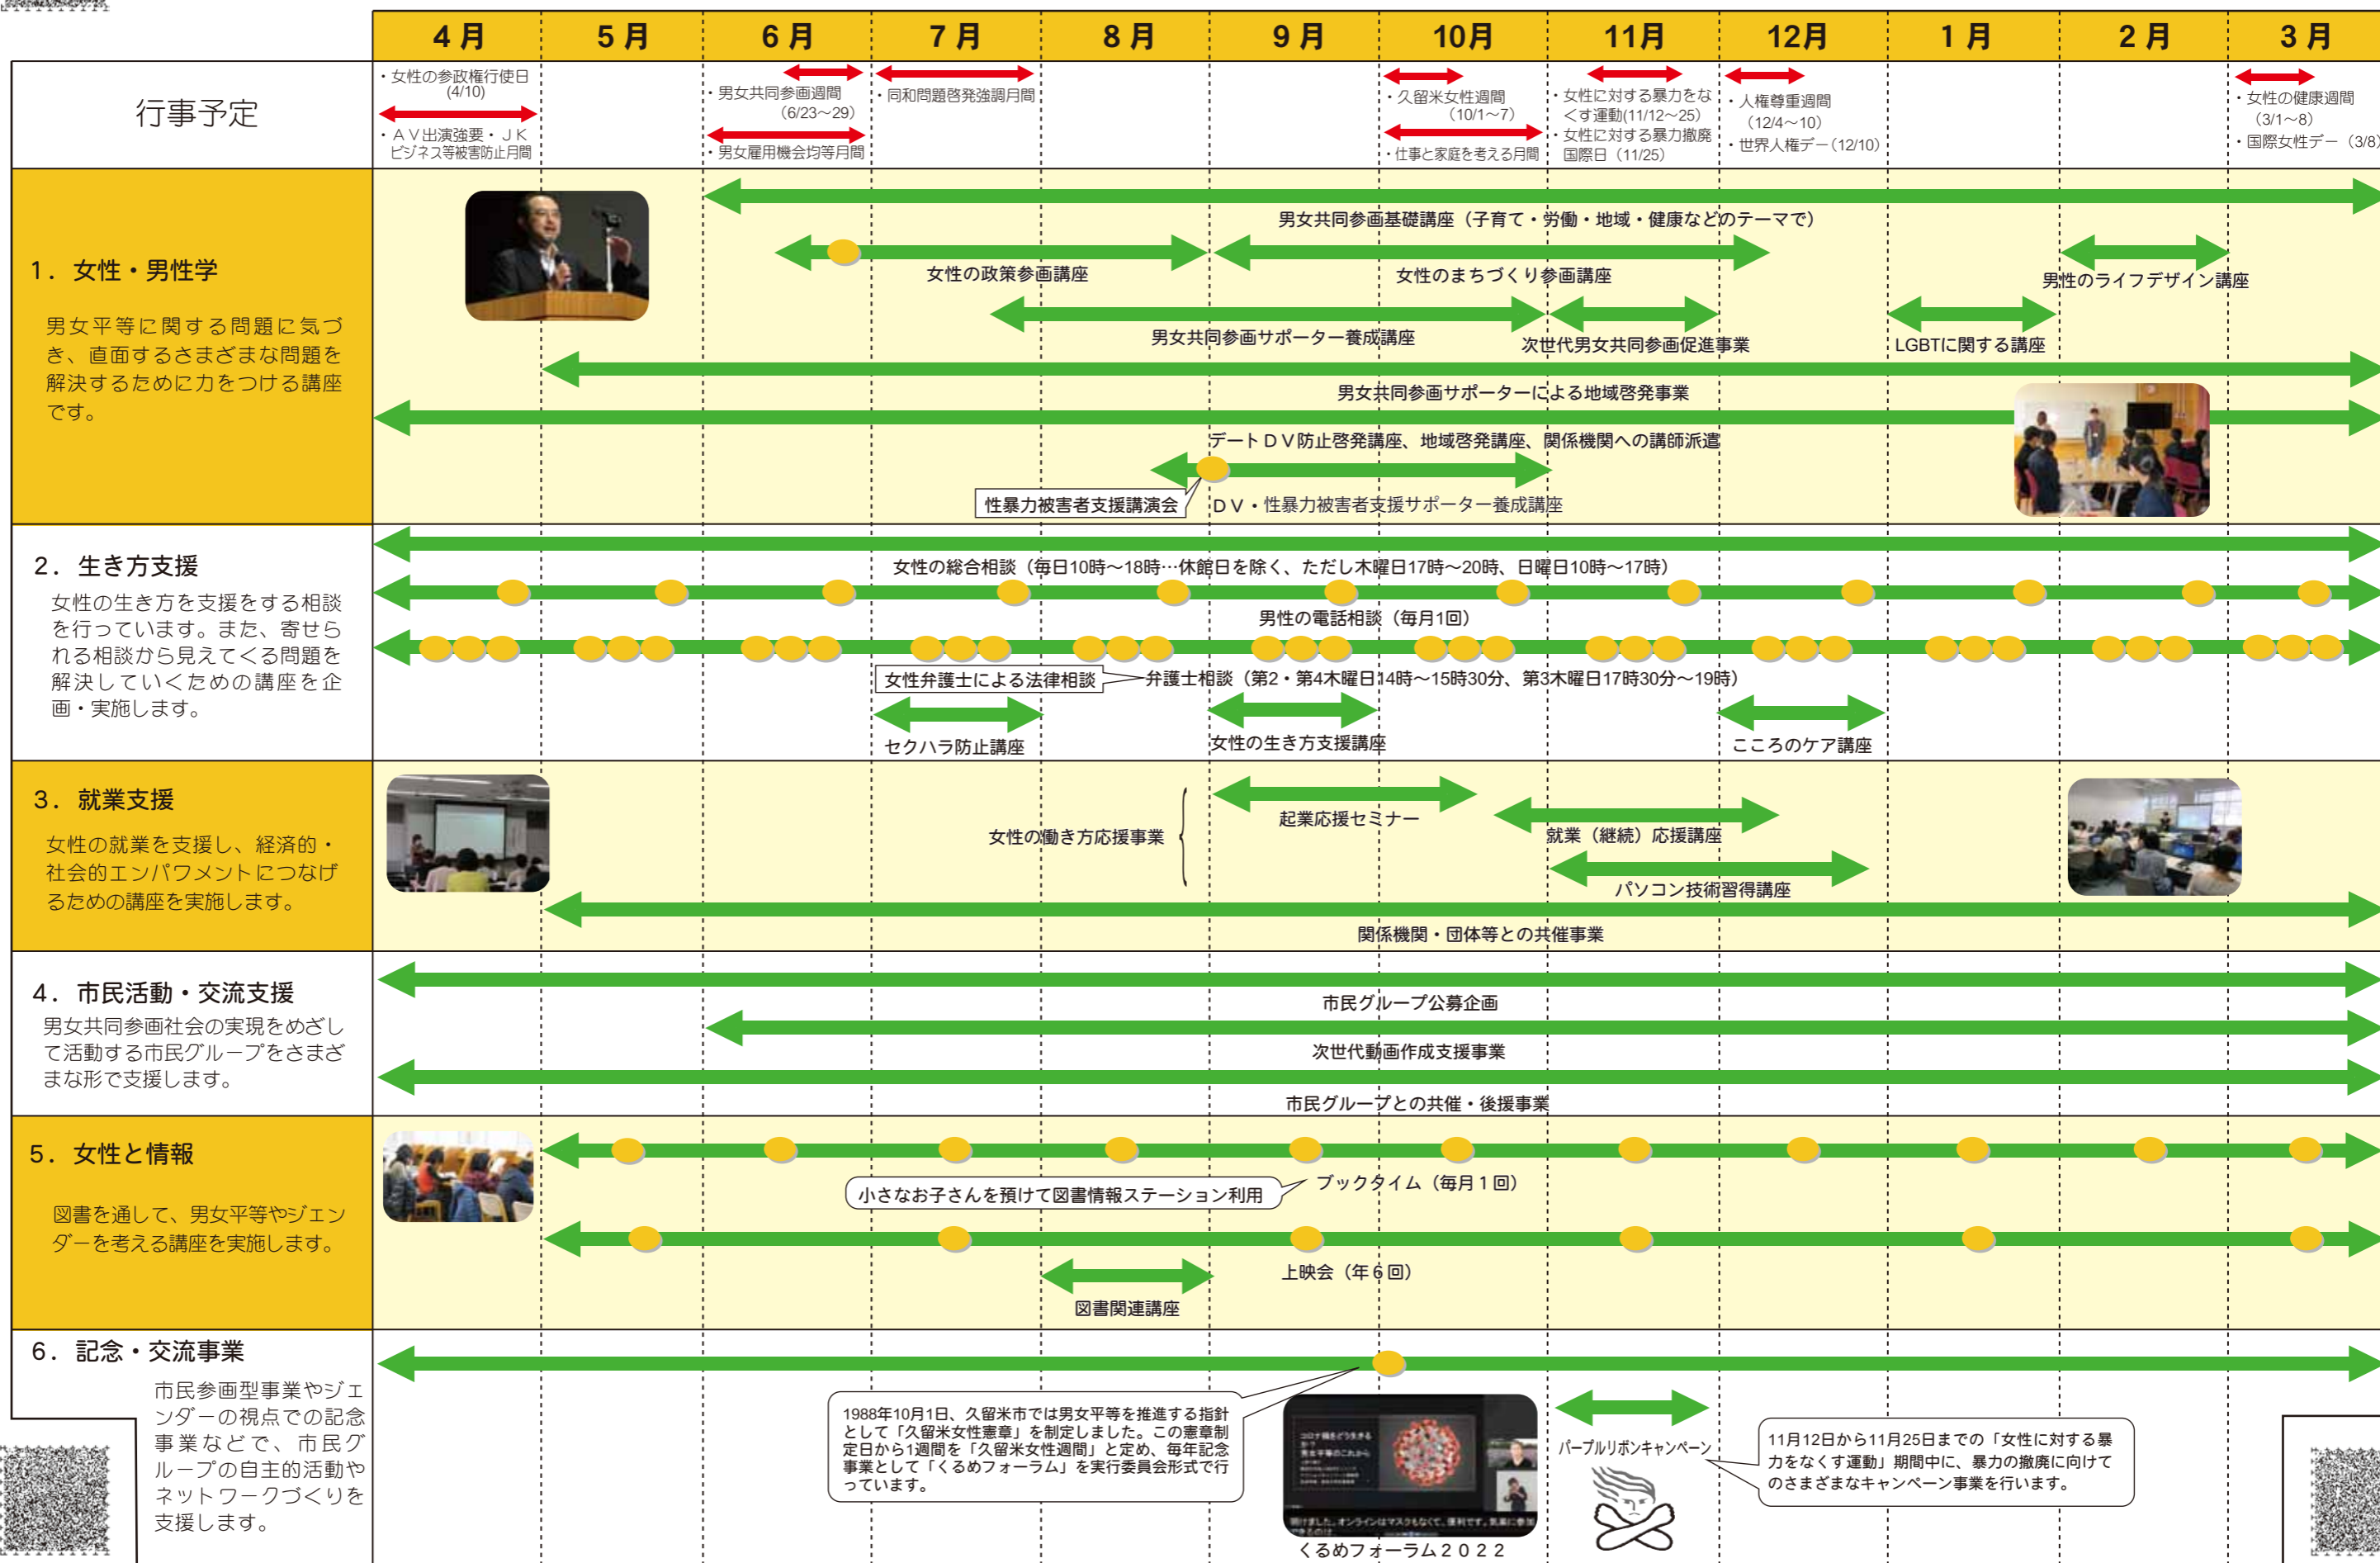 4月 5月 6月 7月 8月 9月 10月 11月 12月 1月 2月 3月
行事予定
・女性の参政権行使日
(4/10)
・ＡＶ出演強要・ＪＫ
ビジネス等被害防止月間
・男女共同参画週間
（6/23～29）
・男女雇用機会均等月間
・同和問題啓発強調月間
・久留米女性週間
（10/1～7）
・仕事と家庭を考える月間
・女性に対する暴力をな
くす運動(11/12～25)
・女性に対する暴力撤廃
国際日（11/25）
・人権尊重週間
（12/4～10）
・世界人権デー（12/10）
・女性の健康週間
（3/1～8）
・国際女性デー（3/8）
1．女性・男性学
男女平等に関する問題に気づ
き、直面するさまざまな問題を
解決するために力をつける講座
です。
男女共同参画基礎講座（子育て・労働・地域・健康などのテーマで）
女性の政策参画講座
女性のまちづくり参画講座
男性のライフデザイン講座
男女共同参画サポーター養成講座
次世代男女共同参画促進事業
LGBTに関する講座
男女共同参画サポーターによる地域啓発事業
デートＤＶ防止啓発講座、地域啓発講座、関係機関への講師派遣
性暴力被害者支援講演会
ＤＶ・性暴力被害者支援サポーター養成講座
2．生き方支援
女性の生き方を支援をする相談
を行っています。また、寄せら
れる相談から見えてくる問題を
解決していくための講座を企
画・実施します。
女性の総合相談（毎日10時～18時…休館日を除く、ただし木曜日17時～20時、日曜日10時～17時）
男性の電話相談（毎月1回）
女性弁護士による法律相談
弁護士相談（第2・第4木曜日14時～15時30分、第3木曜日17時30分～19時）
セクハラ防止講座
女性の生き方支援講座
こころのケア講座
3．就業支援
女性の就業を支援し、経済的・
社会的エンパワメントにつなげ
るための講座を実施します。
女性の働き方応援事業
起業応援セミナー
就業（継続）応援講座
パソコン技術習得講座
関係機関・団体等との共催事業
4．市民活動・交流支援
男女共同参画社会の実現をめざし
て活動する市民グループをさまざ
まな形で支援します。
市民グループ公募企画
次世代動画作成支援事業
市民グループとの共催・後援事業
5．女性と情報
図書を通して、男女平等やジェン
ダーを考える講座を実施します。
小さなお子さんを預けて図書情報ステーション利用
ブックタイム（毎月１回）
上映会（年６回）
図書関連講座
6．記念・交流事業
市民参画型事業やジェ
ンダーの視点での記念
事業などで、市民グ
ループの自主的活動や
ネットワークづくりを
支援します。
1988年10月1日、久留米市では男女平等を推進する指針
として「久留米女性憲章」を制定しました。この憲章制
定日から1週間を「久留米女性週間」と定め、毎年記念
事業として「くるめフォーラム」を実行委員会形式で行
っています。
コロナ禍をどう生きる
か？
男女平等のこれから
くるめフォーラム２０２２
パープルリボンキャンペーン
11月12日から11月25日までの「女性に対する暴
力をなくす運動」期間中に、暴力の撤廃に向けて
のさまざまなキャンペーン事業を行います。